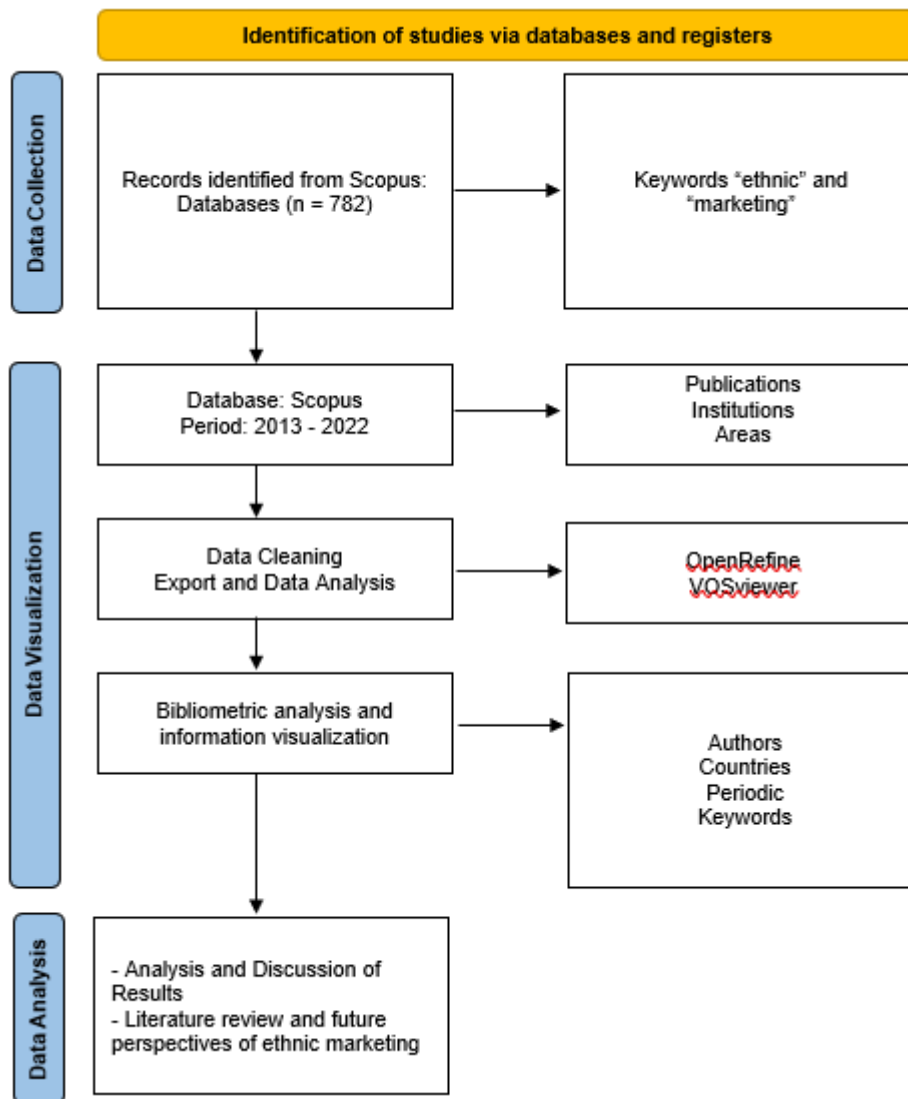 Identification of studies via databases and registers
Data Collection
Records identified from Scopus:
Databases (n = 782)
Keywords “ethnic” and
“marketing”
Data Visualization
Database: Scopus
Period: 2013 - 2022
Publications
Institutions
Areas
Data Cleaning
Export and Data Analysis
OpenRefine
VOSviewer
Bibliometric analysis and
information visualization
Authors
Countries
Periodic
Keywords
Data Analysis
- Analysis and Discussion of
Results
- Literature review and future
perspectives of ethnic marketing